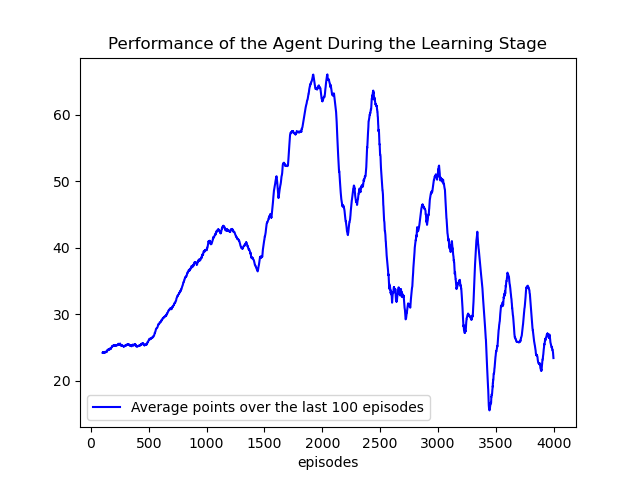 Performance of the Agent During the Learning Stage
60
50
40
30
20
Average points over the last 100 episodes
0 500 1000 1500 2000 2500 3000 3500 4000
episodes